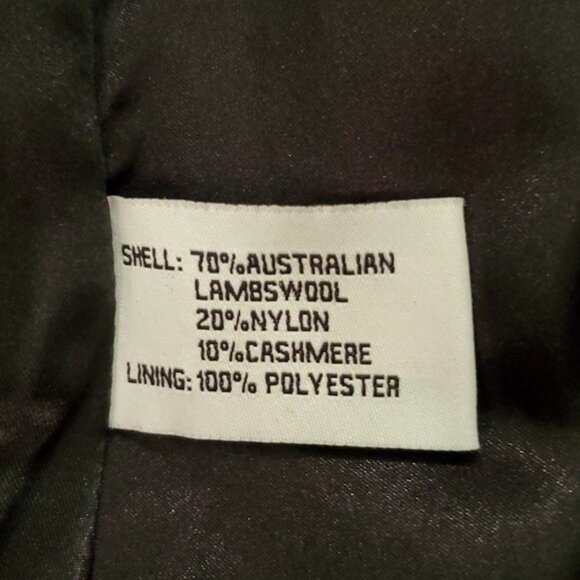 SHELL: 70%AUSTRALIAN
LAMBSWOOL
20%NYLON
10%CASHMERE
LINING: 100% POLYESTER